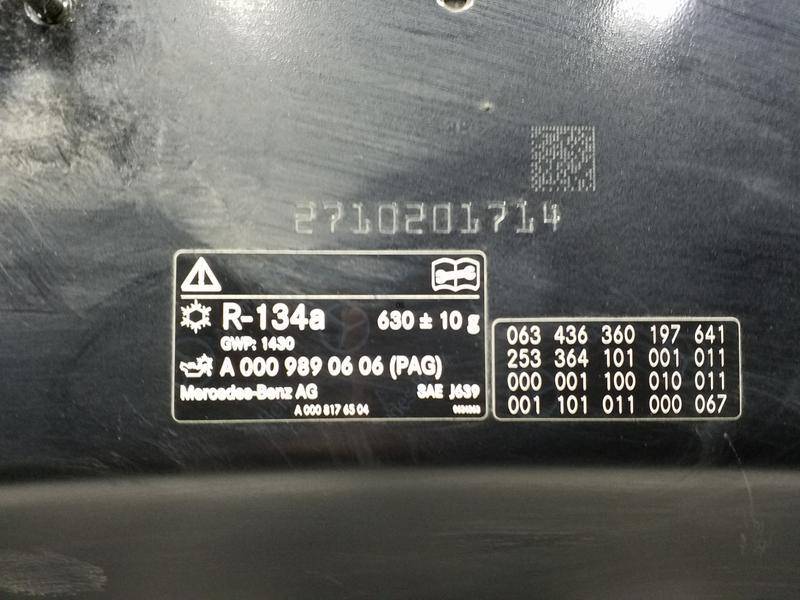 2710201714
R-134a 630 ± 10 g
GWP: 1430
A 000 989 06 06 (PAG)
Mercedes-Benz AG SAE J639
A 000 817 65 04
063 436 360 197 641
253 364 101 001 011
000 001 100 010 011
001 101 011 000 067